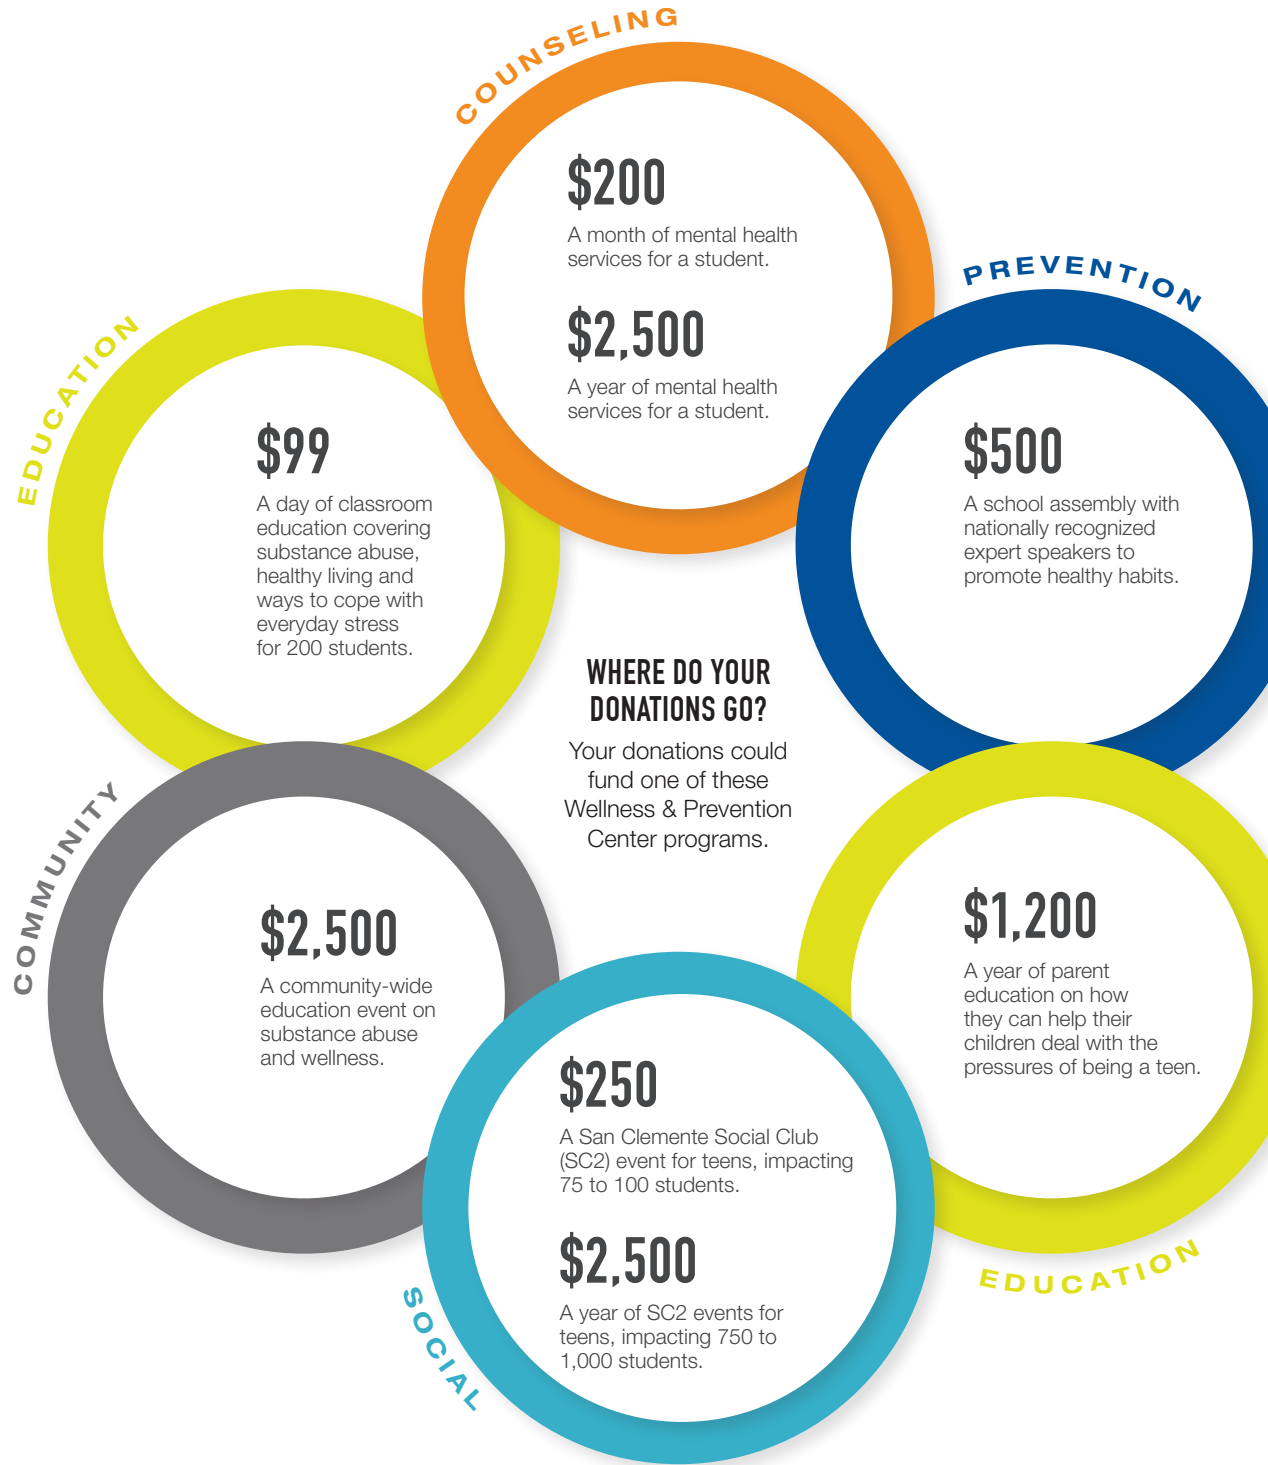 COUNSELING
$200
A month of mental health
services for a student.
$2,500
A year of mental health
services for a student.
PREVENTION
$500
A school assembly with
nationally recognized
expert speakers to
promote healthy habits.
EDUCATION
$99
A day of classroom
education covering
substance abuse,
healthy living and
ways to cope with
everyday stress
for 200 students.
WHERE DO YOUR
DONATIONS GO?
Your donations could
fund one of these
Wellness & Prevention
Center programs.
COMMUNITY
$2,500
A community-wide
education event on
substance abuse
and wellness.
$1,200
A year of parent
education on how
they can help their
children deal with the
pressures of being a teen.
EDUCATION
SOCIAL
$250
A San Clemente Social Club
(SC2) event for teens, impacting
75 to 100 students.
$2,500
A year of SC2 events for
teens, impacting 750 to
1,000 students.